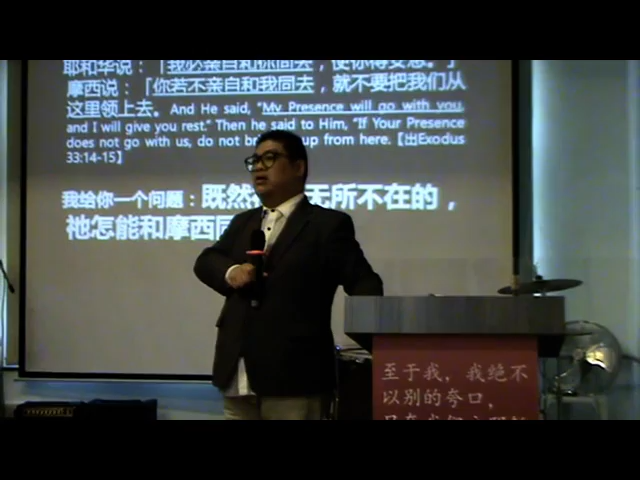 耶和华说：「我必亲自和你同去，使你得安息。」
摩西说：「你若不亲自和我同去，就不要把我们从
这里领上去。And He said, “My Presence will go with you,
and I will give you rest.” Then he said to Him, “If Your Presence
does not go with us, do not br up from here.【出Exodus
33:14-15】
我给你一个问题：既然 无所不在的，
祂怎能和摩西同
至于我，我绝不
以别的夸口，